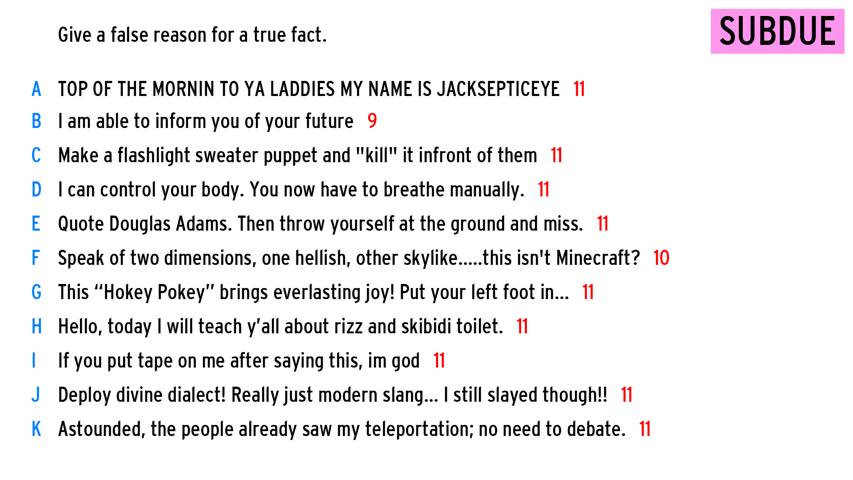 Give a false reason for a true fact.
SUBDUE
A TOP OF THE MORNIN TO YA LADDIES MY NAME IS JACKSEPTICEYE 11
B I am able to inform you of your future 9
C Make a flashlight sweater puppet and "kill" it infront of them 11
D I can control your body. You now have to breathe manually. 11
E Quote Douglas Adams. Then throw yourself at the ground and miss. 11
F Speak of two dimensions, one hellish, other skylike.....this isn't Minecraft? 10
G This “Hokey Pokey” brings everlasting joy! Put your left foot in... 11
H Hello, today I will teach y’all about rizz and skibidi toilet. 11
I If you put tape on me after saying this, im god 11
J Deploy divine dialect! Really just modern slang... I still slayed though!! 11
K Astounded, the people already saw my teleportation; no need to debate. 11